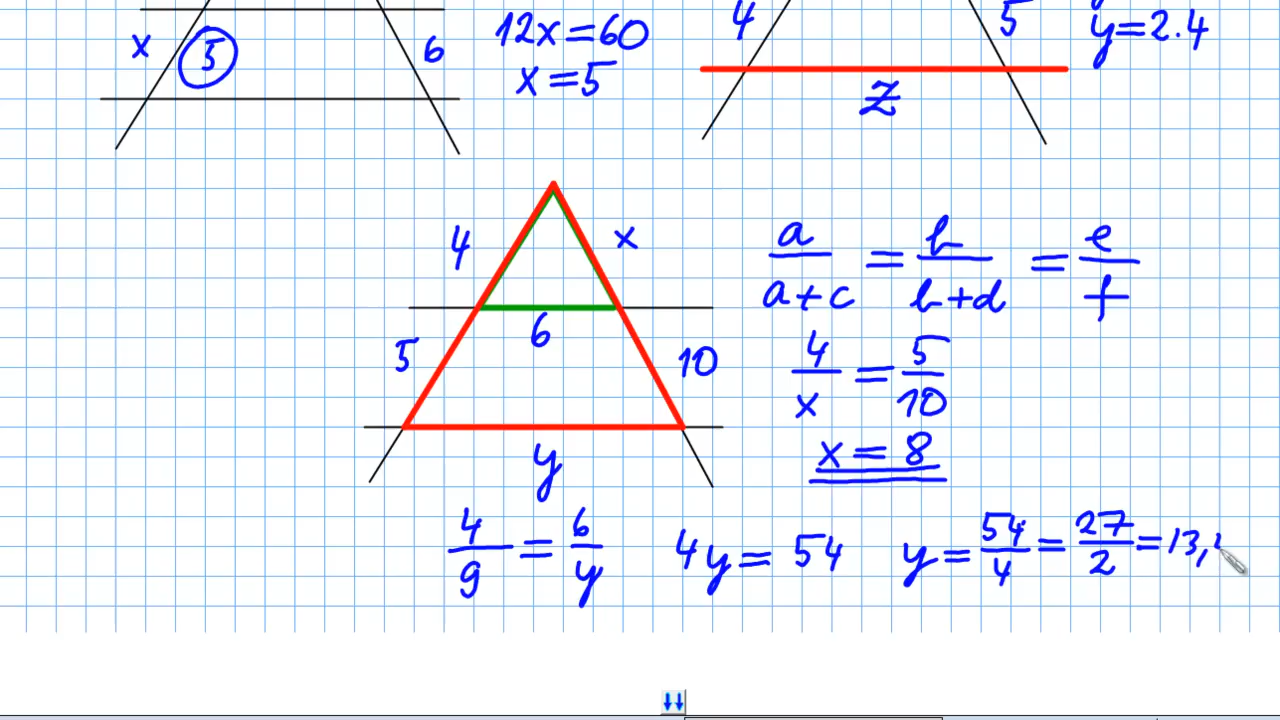 x 5 6
12x=60
x=5
4 5
y=2.4
z
4 x
6
5 10
y
a/(a+c) = b/(b+d) = e/f
4/x = 5/10
x = 8
4/9 = 6/y 4y = 54 y = 54/4 = 27/2 = 13,